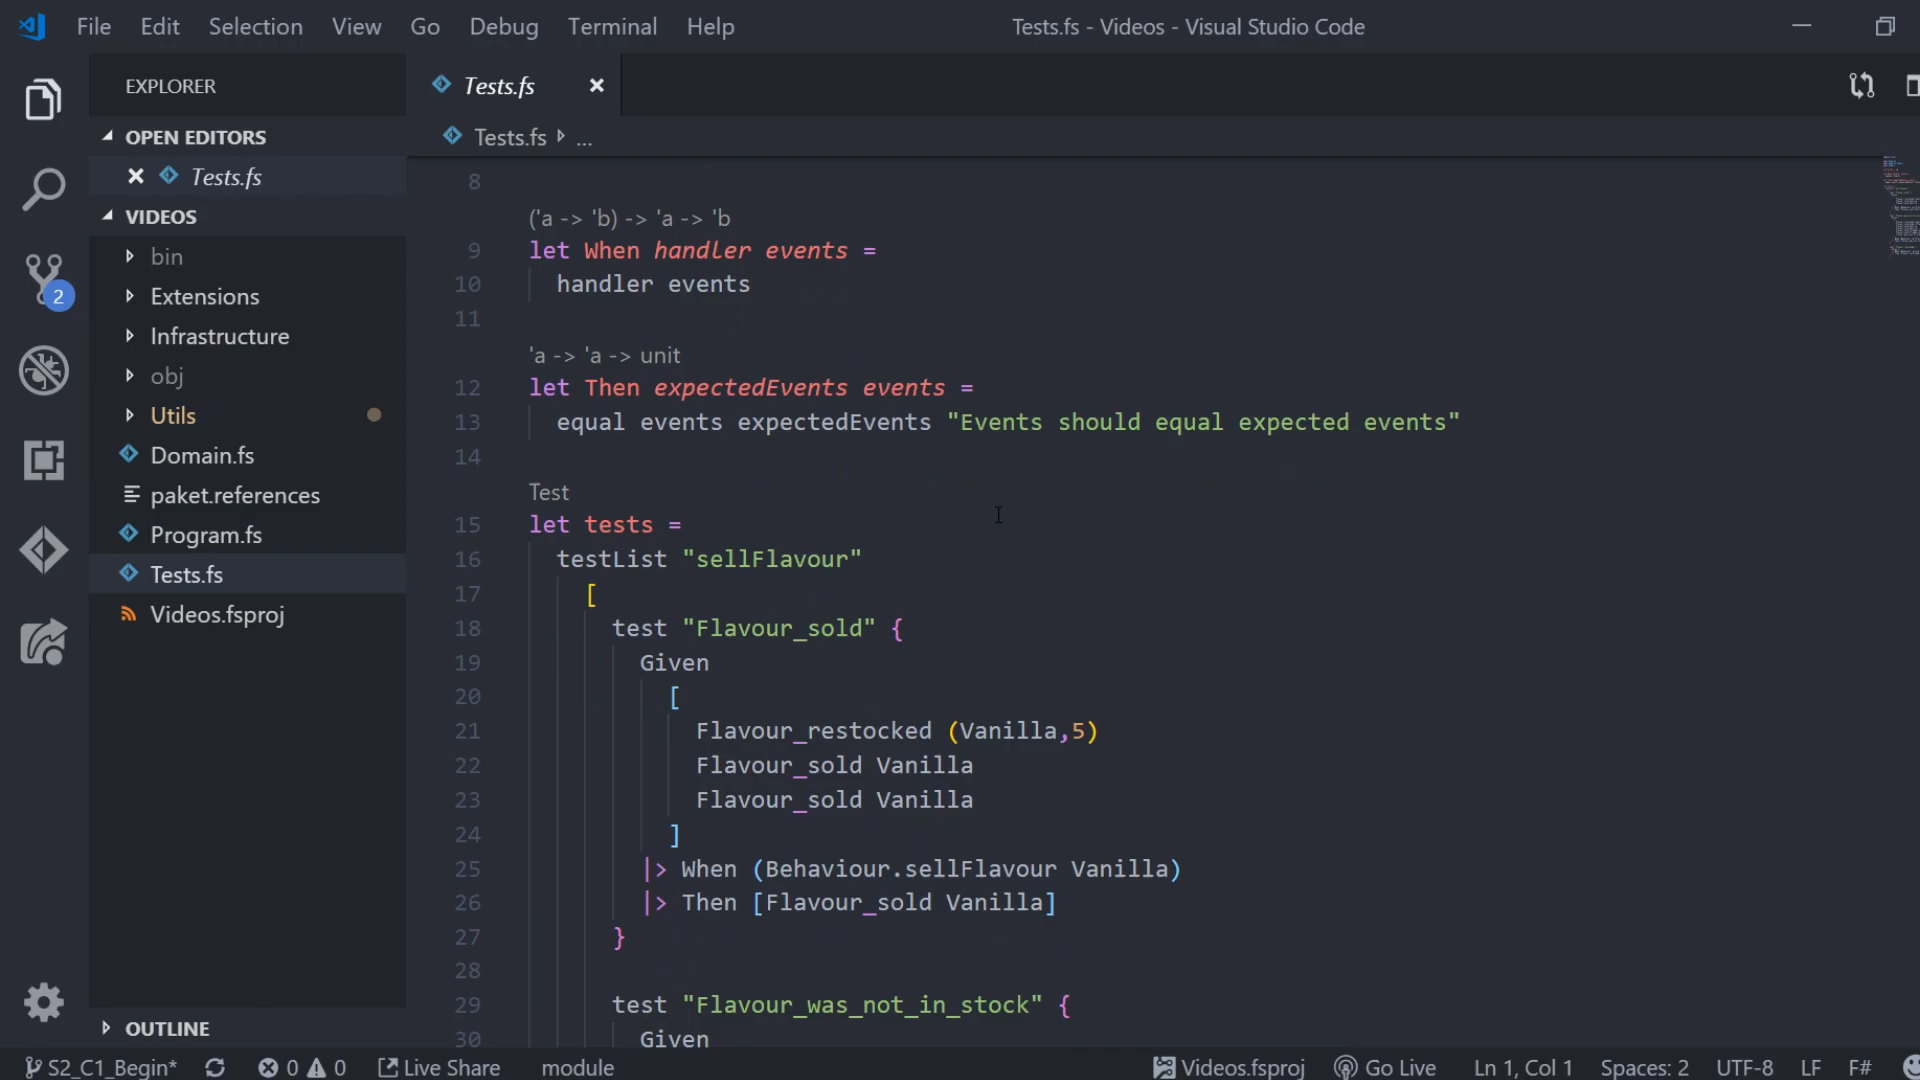 File Edit Selection View Go Debug Terminal Help Tests.fs - Videos - Visual Studio Code
EXPLORER
OPEN EDITORS
Tests.fs
VIDEOS
bin
Extensions
Infrastructure
obj
Utils
Domain.fs
paket.references
Program.fs
Tests.fs
Videos.fsproj
OUTLINE
2
Tests.fs
Tests.fs ...
8
('a -> 'b) -> 'a -> 'b
9 let When handler events =
10 handler events
11
'a -> 'a -> unit
12 let Then expectedEvents events =
13 equal events expectedEvents "Events should equal expected events"
14
Test
15 let tests =
16 testList "sellFlavour"
17 [
18 test "Flavour_sold" {
19 Given
20 [
21 Flavour_restocked (Vanilla,5)
22 Flavour_sold Vanilla
23 Flavour_sold Vanilla
24 ]
25 |> When (Behaviour.sellFlavour Vanilla)
26 |> Then [Flavour_sold Vanilla]
27 }
28
29 test "Flavour_was_not_in_stock" {
30 Given
S2_C1_Begin* 0 0 Live Share module Videos.fsproj Go Live Ln 1, Col 1 Spaces: 2 UTF-8 LF F#